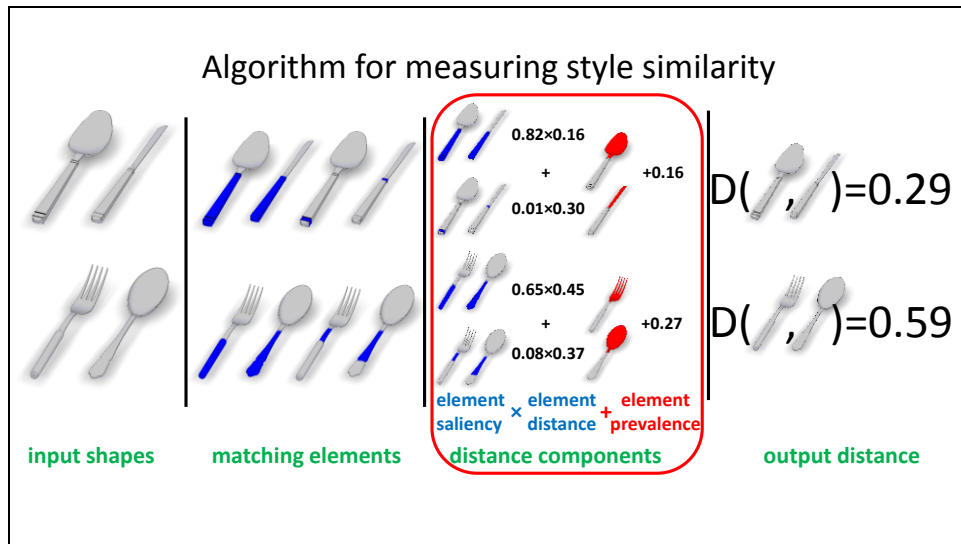 Algorithm for measuring style similarity
0.82×0.16
+
0.01×0.30
+0.16
D( , )=0.29
0.65×0.45
+
0.08×0.37
+0.27
D( , )=0.59
element saliency × element distance + element prevalence
input shapes
matching elements
distance components
output distance